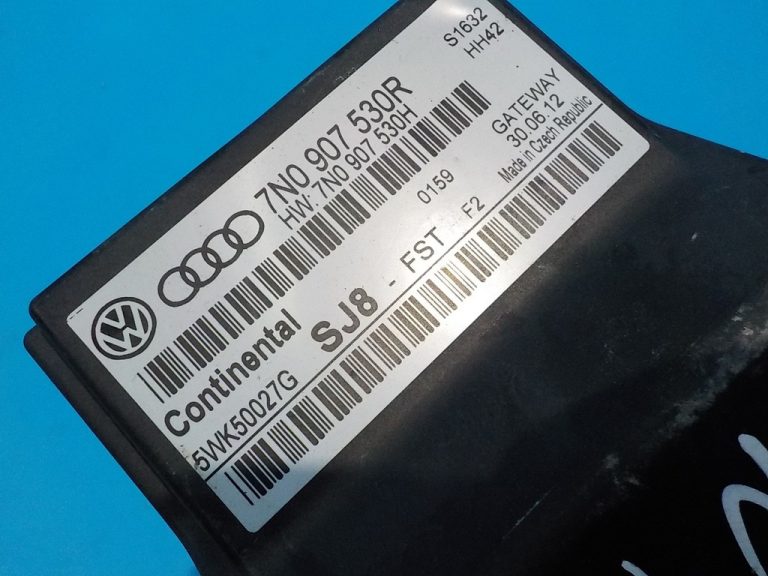 S1632
HH42
7N0 907 530R
HW: 7N0 907 530H
GATEWAY
30.06.12
Made in Czech Republic
0159
Continental
SJ8 - FST F2
5WK50027G